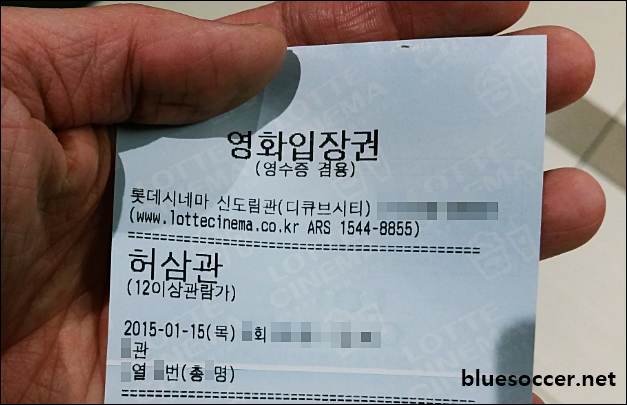 영화입장권
(영수증 겸용)
롯데시네마 신도림관(디큐브시티)
(www.lottecinema.co.kr ARS 1544-8855)
허삼관
(12이상관람가)
2015-01-15(목) 회
관
열 번(총 명)
bluesoccer.net